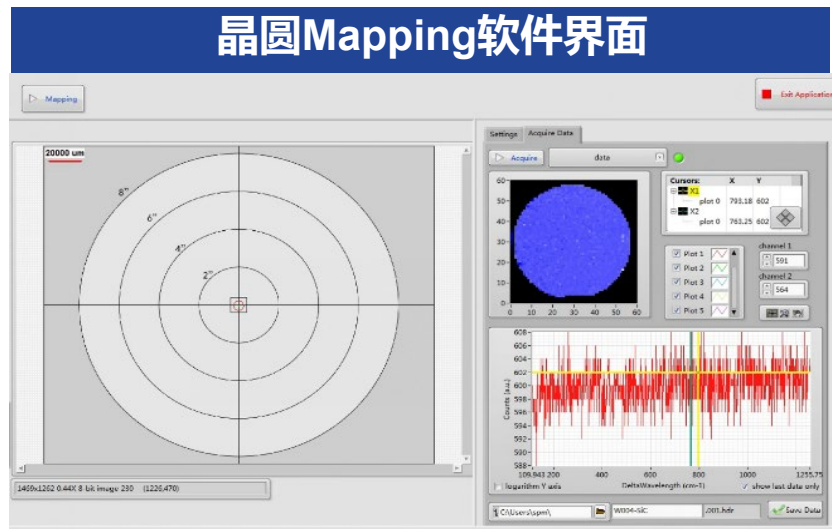 晶圆Mapping软件界面
Mapping
Exit Application
20000 um
8"
6"
4"
2"
1469x1262 0.44X 8-bit image 230 (1226,470)
Settings Acquire Data
Acquire data
60-
50-
40-
30-
20-
10-
0-
0 10 20 30 40 50 60
Cursors: X Y
X1
plot 0 793.18 602
X2
plot 0 763.25 602
Plot 1
Plot 2
Plot 3
Plot 4
Plot 5
channel 1
591
channel 2
564
608-
606-
604-
602-
600-
598-
596-
594-
592-
590-
588-
Counts (a.u.)
109.941 200 400 600 800 1000 1255.75
logarithm Y axis DeltaWavelength (cm-1) show last data only
C:\Users\spm\ W004-SiC .001.hdr Save Data